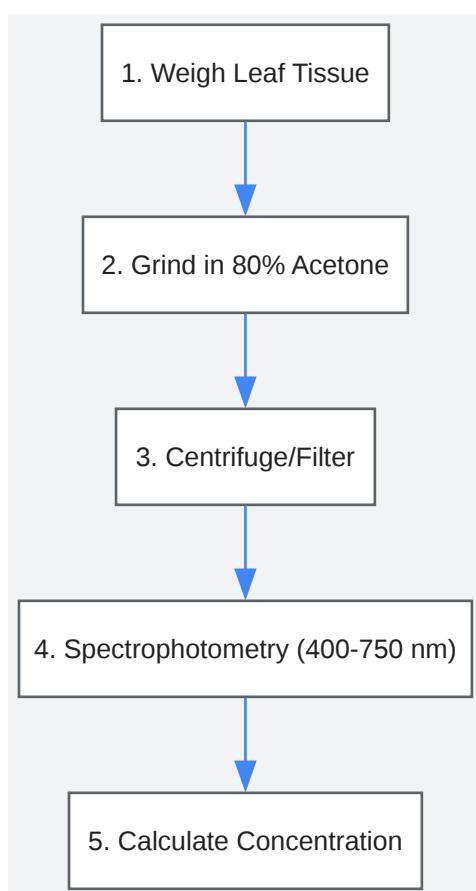 1. Weigh Leaf Tissue
2. Grind in 80% Acetone
3. Centrifuge/Filter
4. Spectrophotometry (400-750 nm)
5. Calculate Concentration